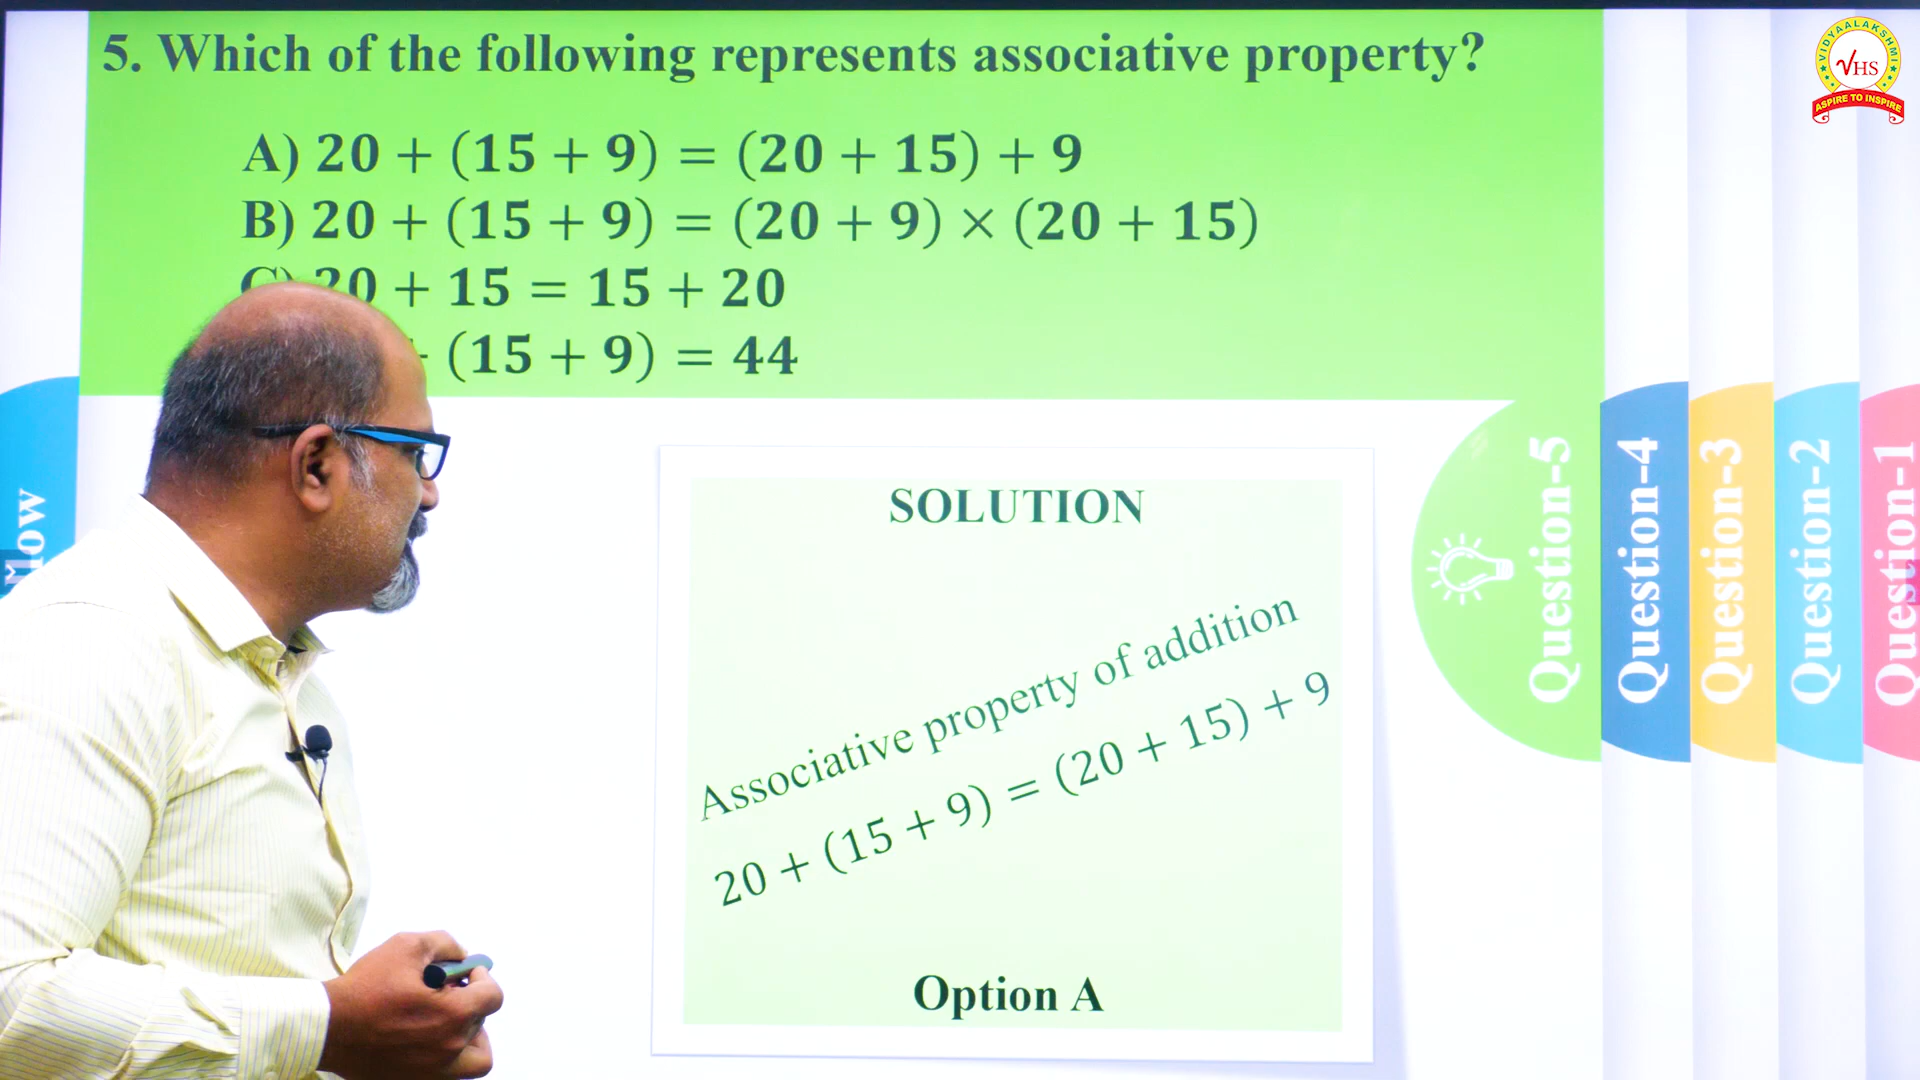 5. Which of the following represents associative property?
A) 20 + (15 + 9) = (20 + 15) + 9
B) 20 + (15 + 9) = (20 + 9) × (20 + 15)
C) 20 + 15 = 15 + 20
(15 + 9) = 44
SOLUTION
Associative property of addition
20 + (15 + 9) = (20 + 15) + 9
Option A
Question-5
Question-4
Question-3
Question-2
Question-1
VIDYAALAKSHMI
VHS
ASPIRE TO INSPIRE